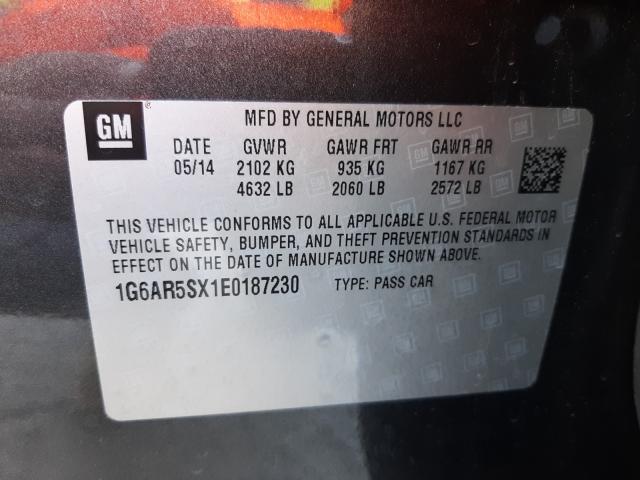 GM ®
MFD BY GENERAL MOTORS LLC
DATE GVWR GAWR FRT GAWR RR
05/14 2102 KG 935 KG 1167 KG
4632 LB 2060 LB 2572 LB
THIS VEHICLE CONFORMS TO ALL APPLICABLE U.S. FEDERAL MOTOR
VEHICLE SAFETY, BUMPER, AND THEFT PREVENTION STANDARDS IN
EFFECT ON THE DATE OF MANUFACTURE SHOWN ABOVE.
1G6AR5SX1E0187230 TYPE: PASS CAR